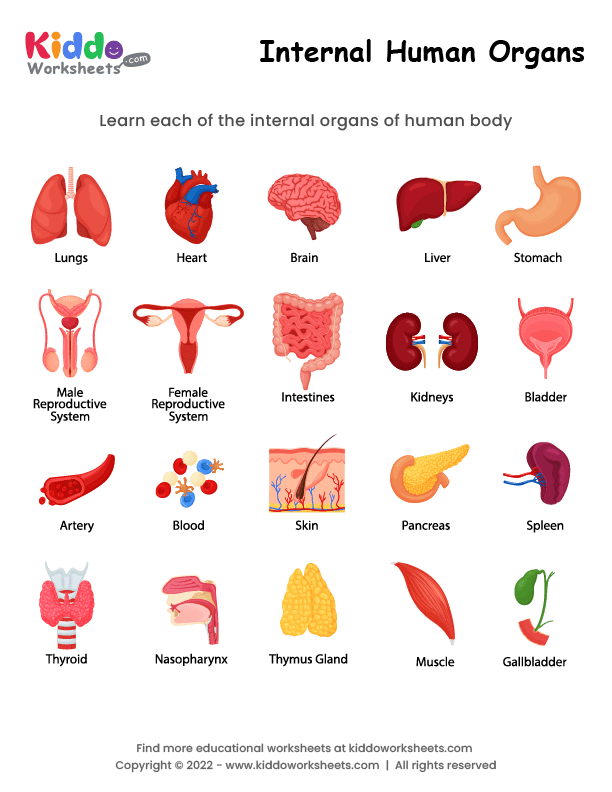 Kiddo
Worksheets.com
Internal Human Organs
Learn each of the internal organs of human body
Lungs
Heart
Brain
Liver
Stomach
Male
Reproductive
System
Female
Reproductive
System
Intestines
Kidneys
Bladder
Artery
Blood
Skin
Pancreas
Spleen
Thyroid
Nasopharynx
Thymus Gland
Muscle
Gallbladder
Find more educational worksheets at kiddoworksheets.com
Copyright © 2022 - www.kiddoworksheets.com | All rights reserved